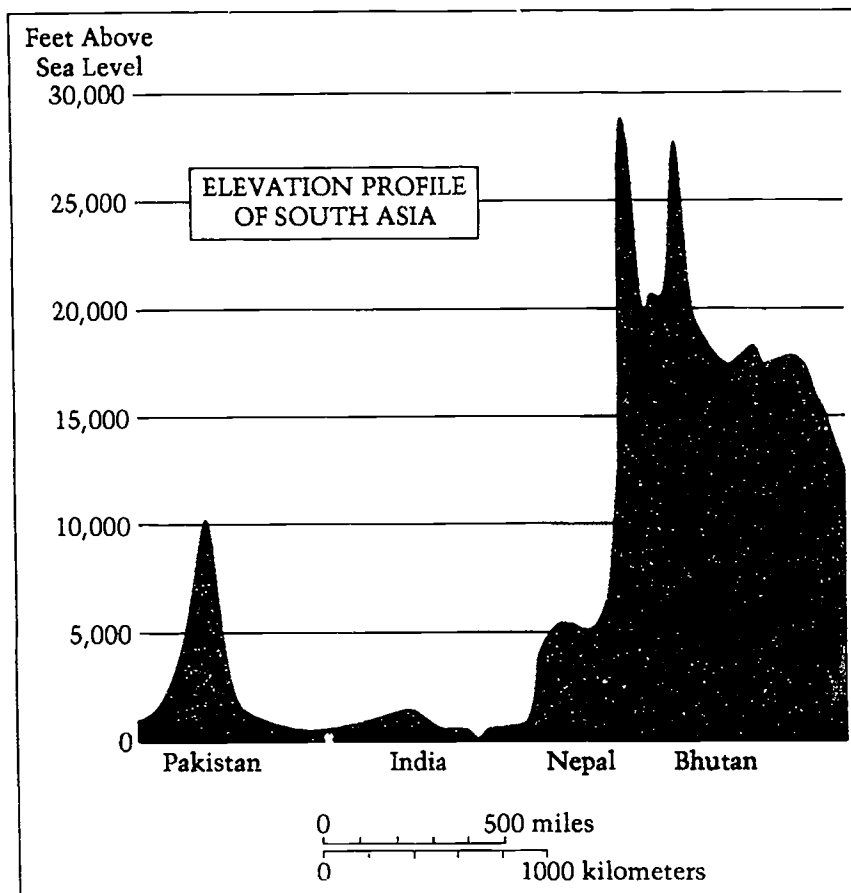 Feet Above
Sea Level
30,000
ELEVATION PROFILE
OF SOUTH ASIA
25,000
20,000
15,000
10,000
5,000
0
Pakistan India Nepal Bhutan
0 500 miles
0 1000 kilometers